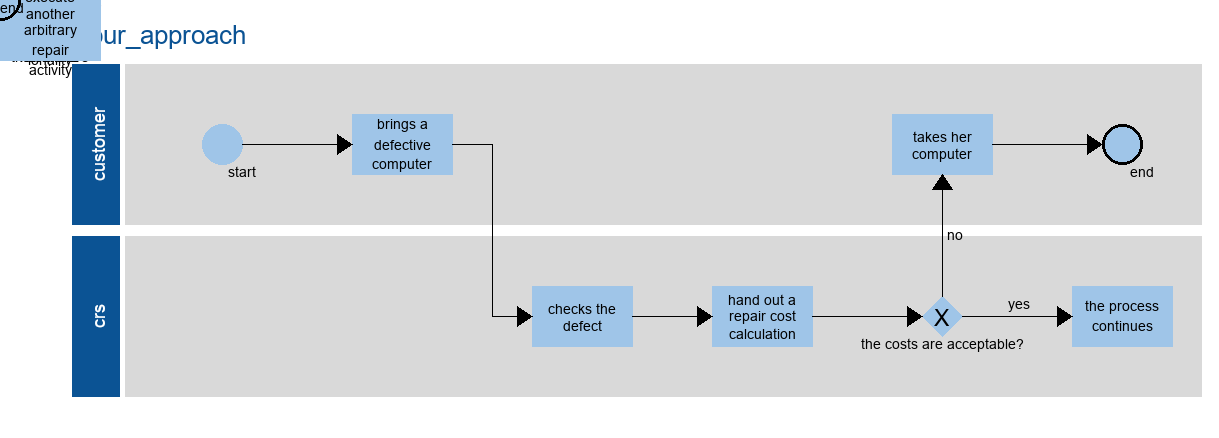 end
execute
another
arbitrary
repair
activity
our_approach
customer
start
brings a
defective
computer
takes her
computer
end
no
crs
checks the
defect
hand out a
repair cost
calculation
X
the costs are acceptable?
yes
the process
continues